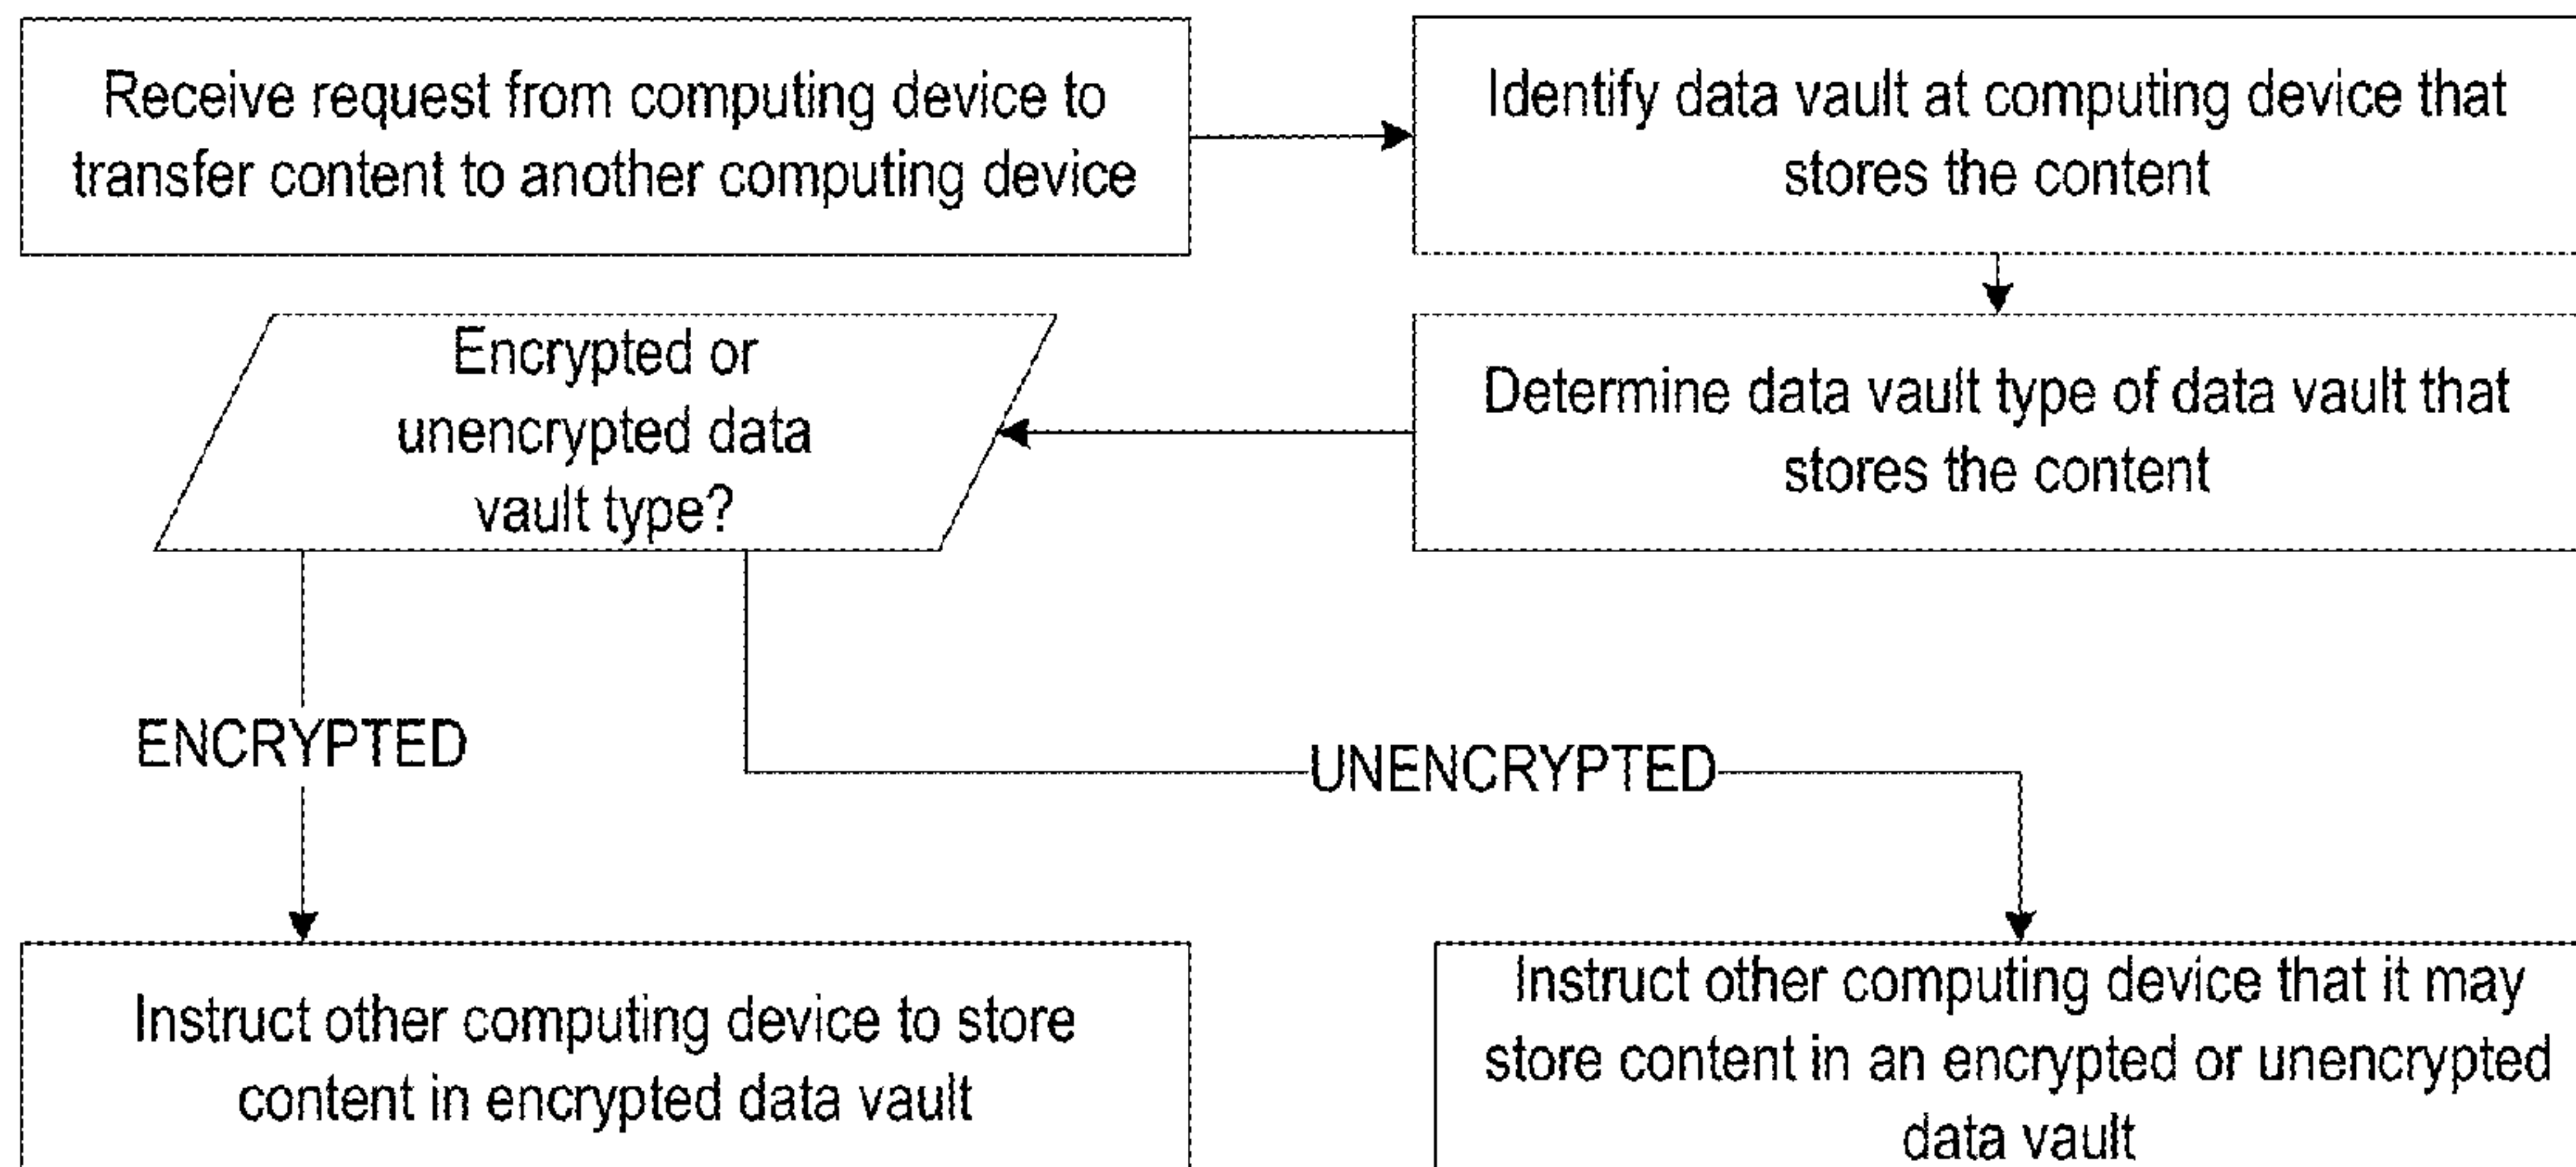 Receive request from computing device to
transfer content to another computing device
Identify data vault at computing device that
stores the content
Determine data vault type of data vault that
stores the content
Encrypted or
unencrypted data
vault type?
ENCRYPTED
UNENCRYPTED
Instruct other computing device to store
content in encrypted data vault
Instruct other computing device that it may
store content in an encrypted or unencrypted
data vault